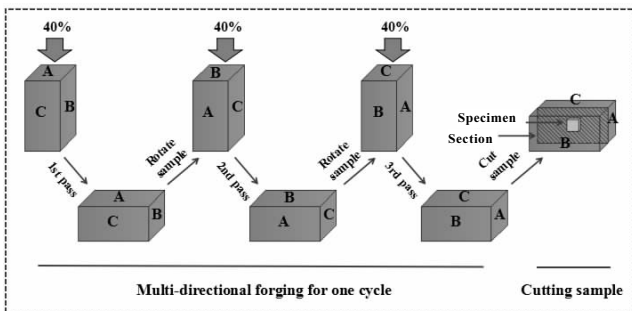 40% 40% 40%
A B C
C B A C B A
Specimen
Section
C
A
B
1st pass Rotate sample 2nd pass Rotate sample 3rd pass Cut sample
A B C
C B A C B A
Multi-directional forging for one cycle Cutting sample